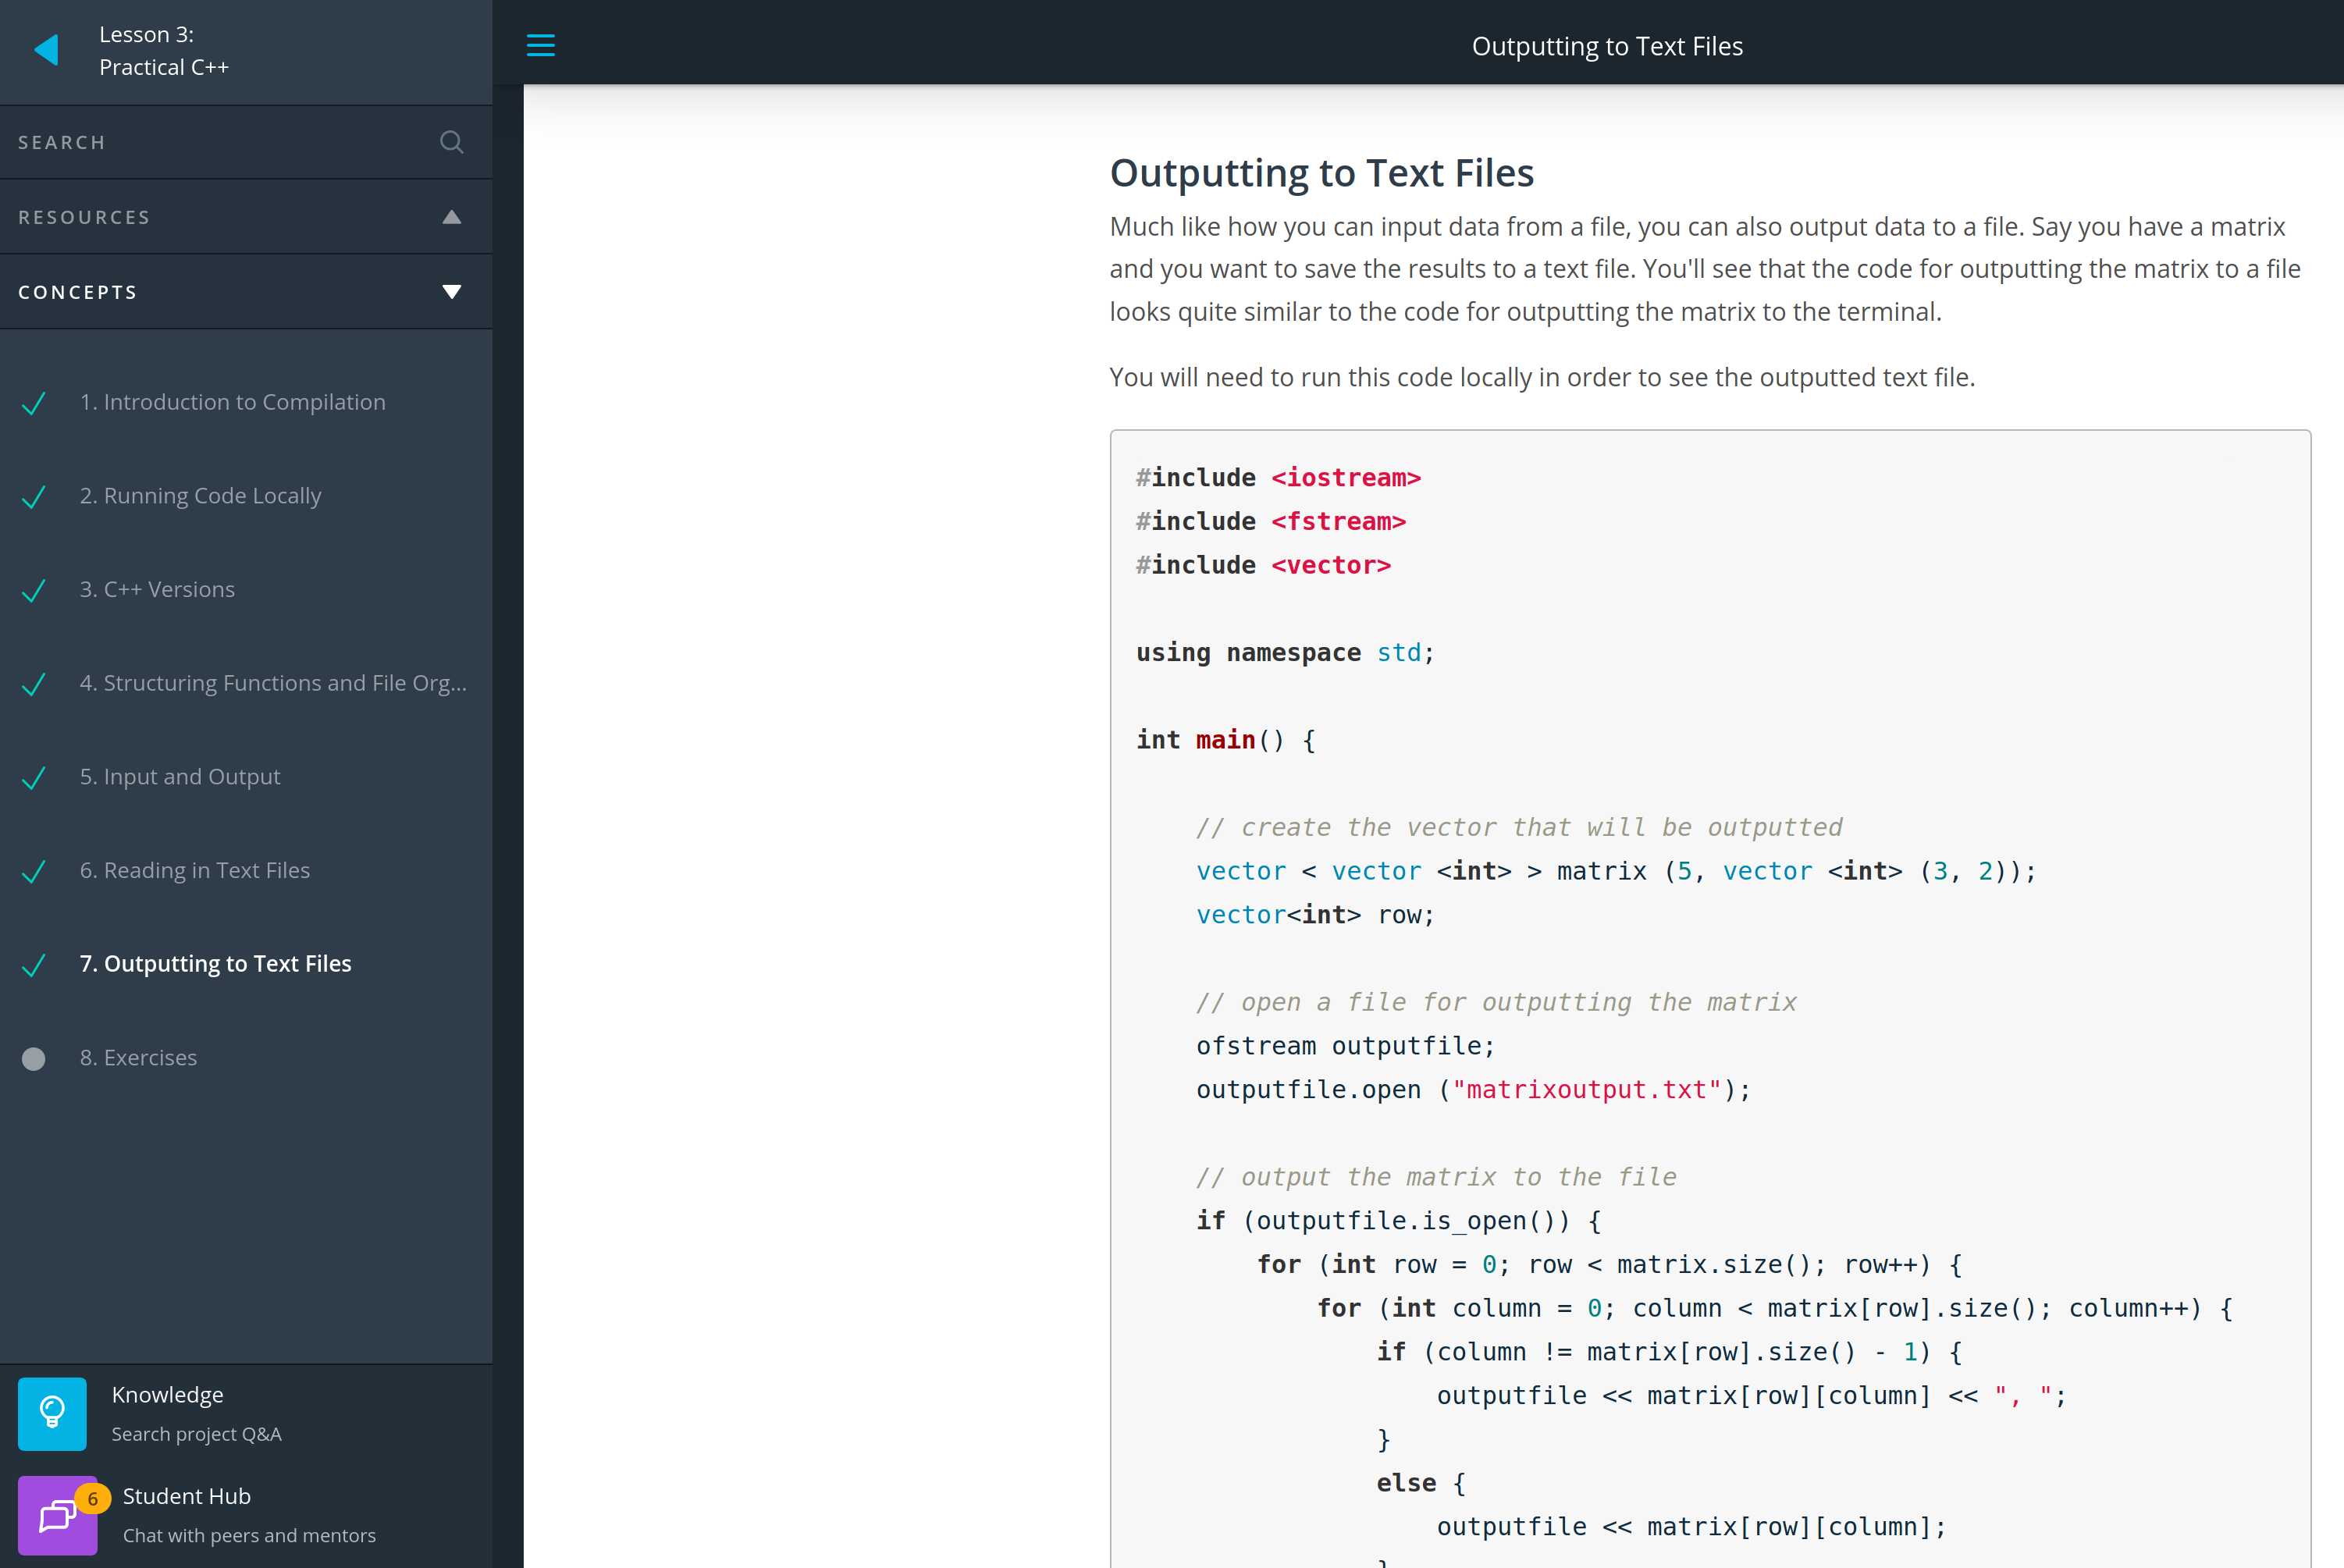 Lesson 3:
Practical C++
SEARCH
RESOURCES
CONCEPTS
1. Introduction to Compilation
2. Running Code Locally
3. C++ Versions
4. Structuring Functions and File Org...
5. Input and Output
6. Reading in Text Files
7. Outputting to Text Files
8. Exercises
Knowledge
Search project Q&A
6
Student Hub
Chat with peers and mentors
Outputting to Text Files
Outputting to Text Files
Much like how you can input data from a file, you can also output data to a file. Say you have a matrix
and you want to save the results to a text file. You'll see that the code for outputting the matrix to a file
looks quite similar to the code for outputting the matrix to the terminal.
You will need to run this code locally in order to see the outputted text file.
#include <iostream>
#include <fstream>
#include <vector>
using namespace std;
int main() {
    // create the vector that will be outputted
    vector < vector <int> > matrix (5, vector <int> (3, 2));
    vector<int> row;
    // open a file for outputting the matrix
    ofstream outputfile;
    outputfile.open ("matrixoutput.txt");
    // output the matrix to the file
    if (outputfile.is_open()) {
        for (int row = 0; row < matrix.size(); row++) {
            for (int column = 0; column < matrix[row].size(); column++) {
                if (column != matrix[row].size() - 1) {
                    outputfile << matrix[row][column] << ", ";
                }
                else {
                    outputfile << matrix[row][column];
                }